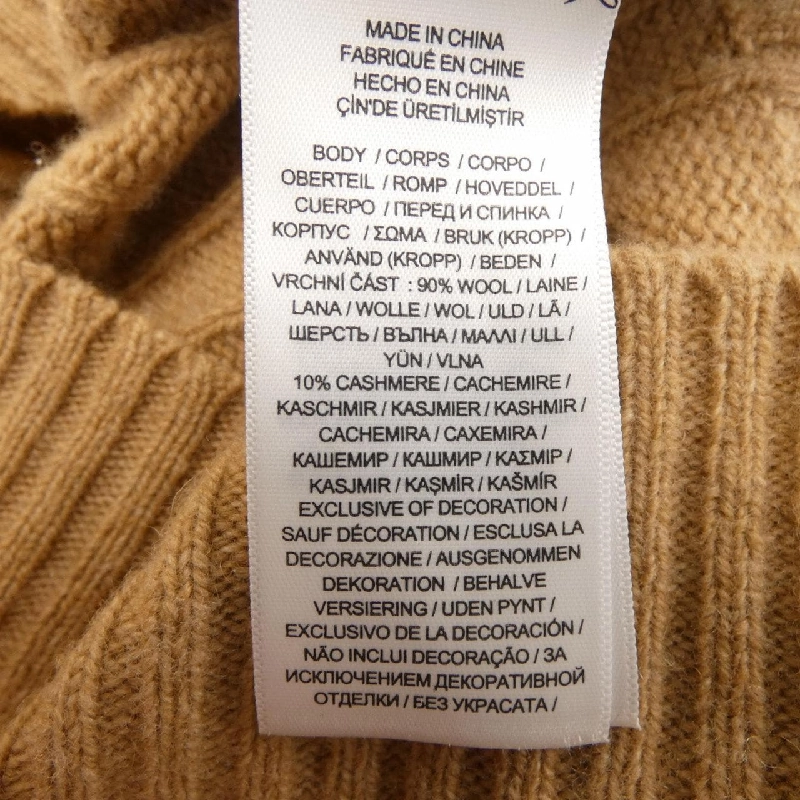 MADE IN CHINA
FABRIQUÊ EN CHINE
HECHO EN CHINA
ÇİN'DE ÜRETİLMİŞTİR
BODY / CORPS / CORPO /
OBERTEIL / ROMP / HOVEDDEL /
CUERPO / ПЕРЕД И СПИНКА /
КОРПУС / ΣΩΜΑ / BRUK (KROPP) /
ANVÄND (KROPP) / BEDEN /
VRCHNÍ ČÁST : 90% WOOL / LAINE /
LANA / WOLLE / WOL / ULD / LÃ /
ШЕРСТЬ / ВЪЛНА / ΜΑΛΛΙ / ULL /
YÜN / VLNA
10% CASHMERE / CACHEMIRE /
KASCHMIR / KASJMIER / KASHMIR /
CACHEMIRA / CAXEMIRA /
КАШЕМИР / КАШМИР / ΚΑΣΜΙΡ /
KASJMIR / KAŞMİR / KAŠMÍR
EXCLUSIVE OF DECORATION /
SAUF DÉCORATION / ESCLUSA LA
DECORAZIONE / AUSGENOMMEN
DEKORATION / BEHALVE
VERSIERING / UDEN PYNT /
EXCLUSIVO DE LA DECORACIÓN /
NÃO INCLUI DECORAÇÃO / ЗА
ИСКЛЮЧЕНИЕМ ДЕКОРАТИВНОЙ
ОТДЕЛКИ / БЕЗ УКРАСАТА /